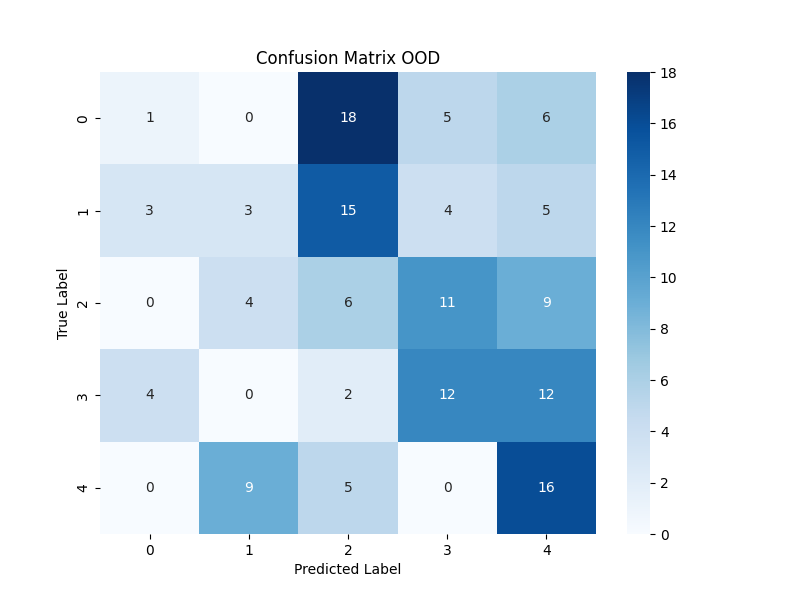 Confusion Matrix OOD
True Label
0 1 0 18 5 6
1 3 3 15 4 5
2 0 4 6 11 9
3 4 0 2 12 12
4 0 9 5 0 16
0 1 2 3 4
Predicted Label
18
16
14
12
10
8
6
4
2
0